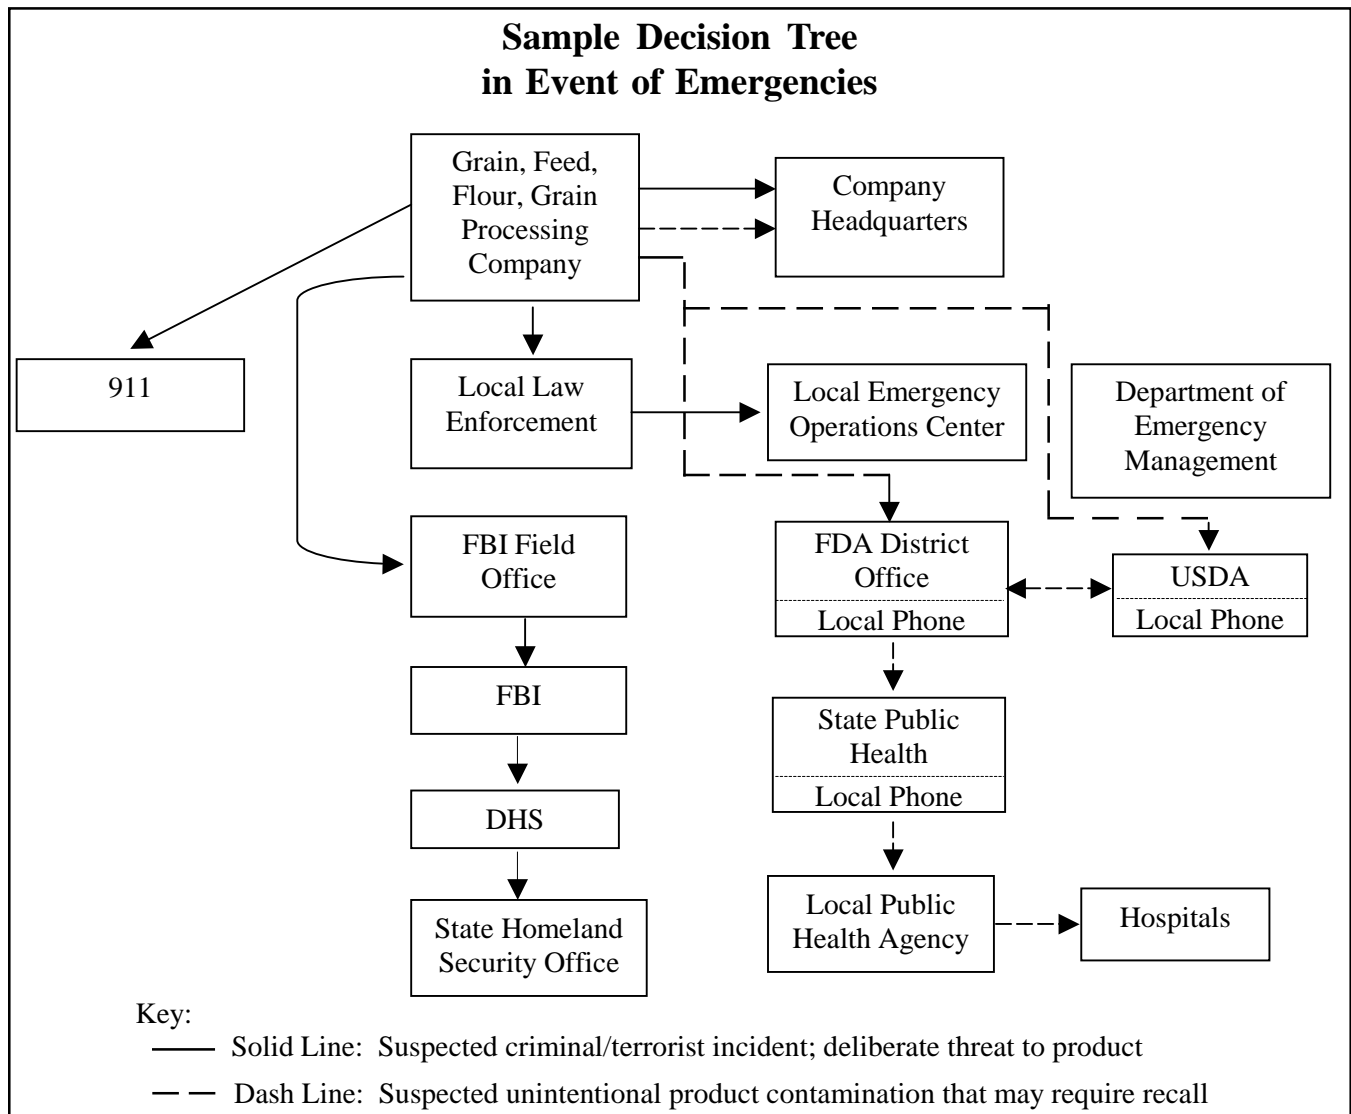 Sample Decision Tree
in Event of Emergencies
Grain, Feed,
Flour, Grain
Processing
Company
Company
Headquarters
911
Local Law
Enforcement
Local Emergency
Operations Center
Department of
Emergency
Management
FBI Field
Office
FDA District
Office
Local Phone
USDA
Local Phone
FBI
State Public
Health
Local Phone
DHS
State Homeland
Security Office
Local Public
Health Agency
Hospitals
Key:
Solid Line: Suspected criminal/terrorist incident; deliberate threat to product
Dash Line: Suspected unintentional product contamination that may require recall